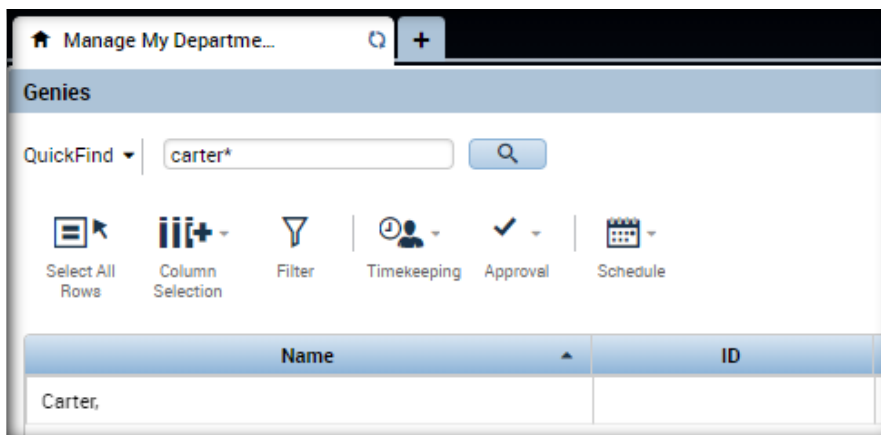 Manage My Departme...
+
Genies
QuickFind
carter*
Select All Rows
Column Selection
Filter
Timekeeping
Approval
Schedule
Name
ID
Carter,